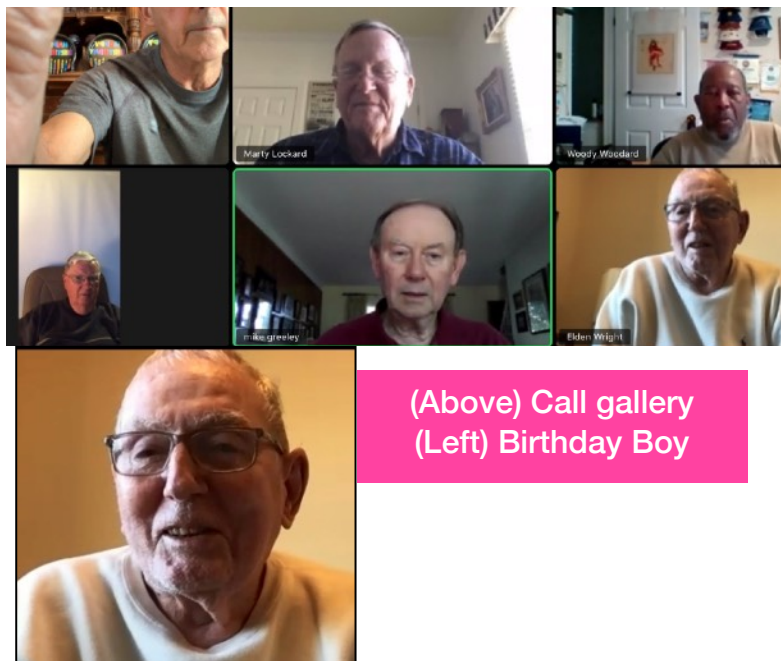 Marty Lockard
Woody Woodard
mike greeley
Elden Wright
(Above) Call gallery
(Left) Birthday Boy